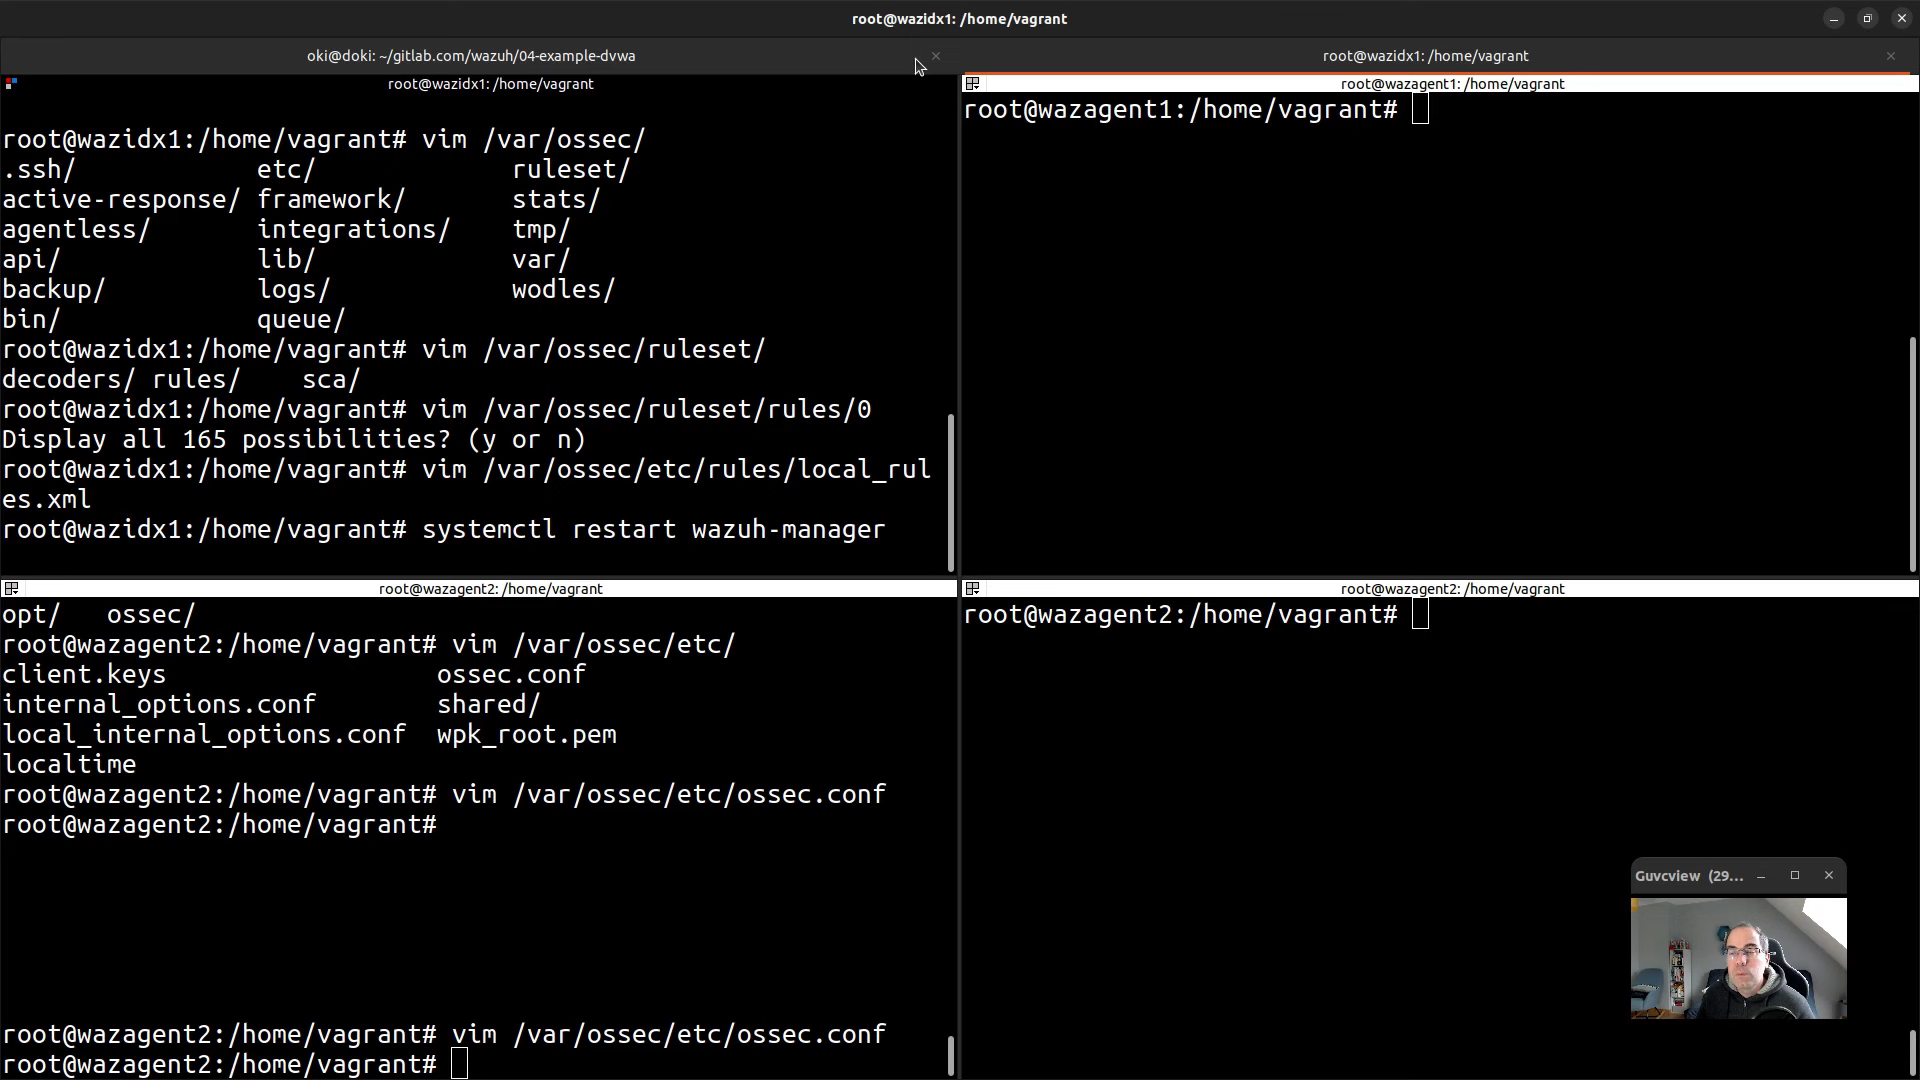 root@wazidx1: /home/vagrant
oki@doki: ~/gitlab.com/wazuh/04-example-dvwa
root@wazidx1: /home/vagrant
root@wazidx1: /home/vagrant
root@wazidx1:/home/vagrant# vim /var/ossec/
.ssh/ etc/ ruleset/
active-response/ framework/ stats/
agentless/ integrations/ tmp/
api/ lib/ var/
backup/ logs/ wodles/
bin/ queue/
root@wazidx1:/home/vagrant# vim /var/ossec/ruleset/
decoders/ rules/ sca/
root@wazidx1:/home/vagrant# vim /var/ossec/ruleset/rules/0
Display all 165 possibilities? (y or n)
root@wazidx1:/home/vagrant# vim /var/ossec/etc/rules/local_rul
es.xml
root@wazidx1:/home/vagrant# systemctl restart wazuh-manager
root@wazagent1: /home/vagrant
root@wazagent1:/home/vagrant#
root@wazagent2: /home/vagrant
opt/ ossec/
root@wazagent2:/home/vagrant# vim /var/ossec/etc/
client.keys ossec.conf
internal_options.conf shared/
local_internal_options.conf wpk_root.pem
localtime
root@wazagent2:/home/vagrant# vim /var/ossec/etc/ossec.conf
root@wazagent2:/home/vagrant#
root@wazagent2:/home/vagrant# vim /var/ossec/etc/ossec.conf
root@wazagent2:/home/vagrant#
root@wazagent2: /home/vagrant
root@wazagent2:/home/vagrant#
Guvcview (29...